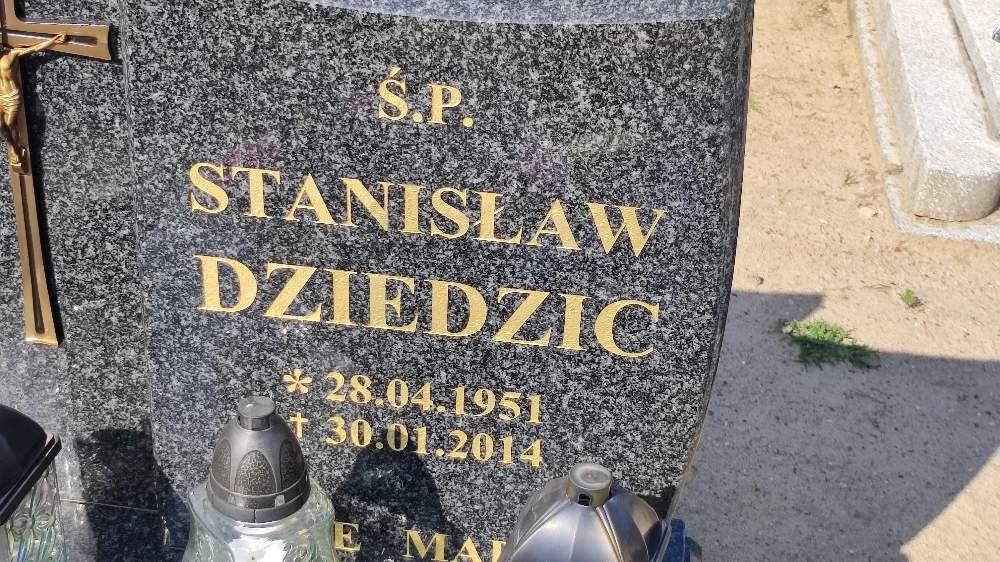 Ś.P.
STANISŁAW
DZIEDZIC
* 28.04.1951
† 30.01.2014